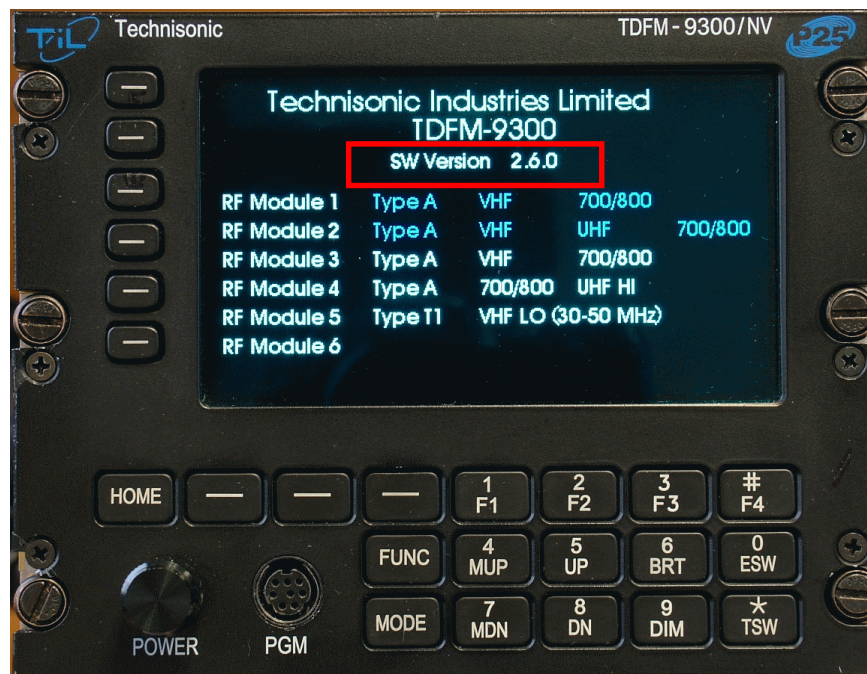 TiL Technisonic TDFM-9300/NV P25
Technisonic Industries Limited
TDFM-9300
SW Version 2.6.0
RF Module 1 Type A VHF 700/800
RF Module 2 Type A VHF UHF 700/800
RF Module 3 Type A VHF 700/800
RF Module 4 Type A 700/800 UHF HI
RF Module 5 Type T1 VHF LO (30-50 MHz)
RF Module 6
HOME
1 2 3 #
F1 F2 F3 F4
FUNC
4 5 6 0
MUP UP BRT ESW
MODE
7 8 9 *
MDN DN DIM TSW
POWER PGM